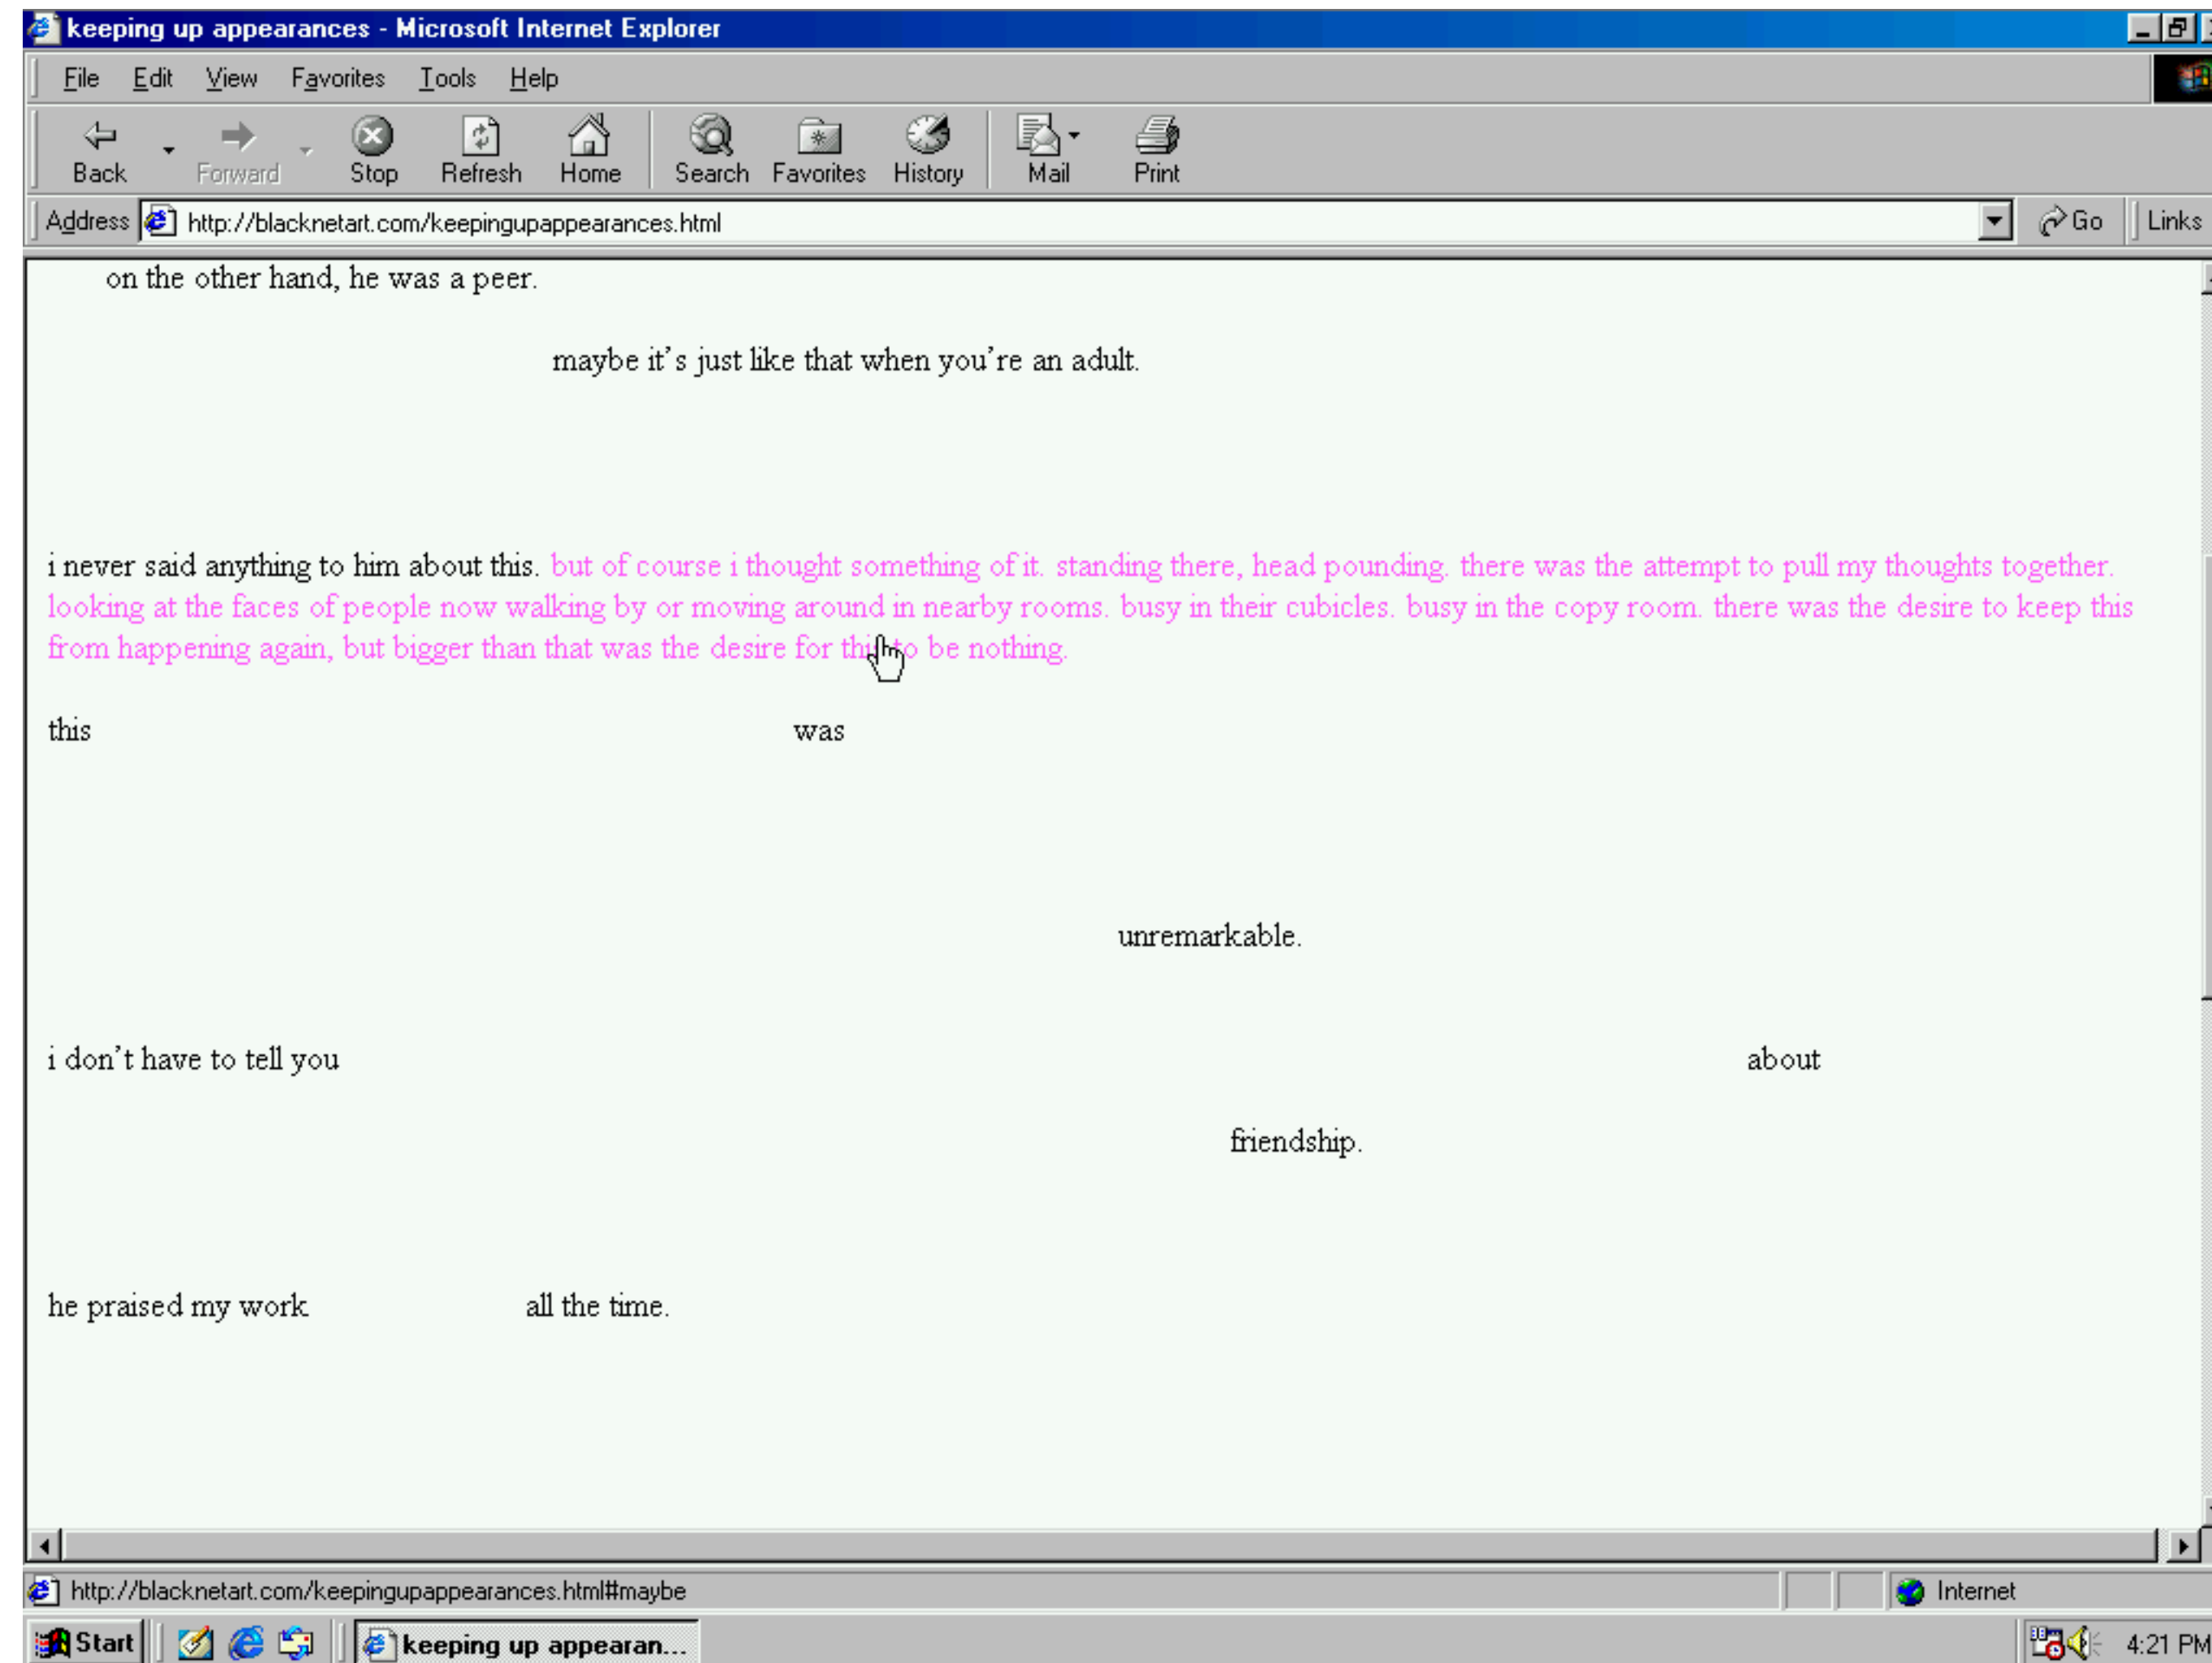 keeping up appearances - Microsoft Internet Explorer
File Edit View Favorites Tools Help
Back Forward Stop Refresh Home Search Favorites History Mail Print
Address http://blacknetart.com/keepingupappearances.html Go Links
on the other hand, he was a peer.
maybe it's just like that when you're an adult.
i never said anything to him about this. but of course i thought something of it. standing there, head pounding. there was the attempt to pull my thoughts together.
looking at the faces of people now walking by or moving around in nearby rooms. busy in their cubicles. busy in the copy room. there was the desire to keep this
from happening again, but bigger than that was the desire for this to be nothing.
this was
unremarkable.
i don't have to tell you about
friendship.
he praised my work all the time.
http://blacknetart.com/keepingupappearances.html#maybe Internet
Start keeping up appearan... 4:21 PM